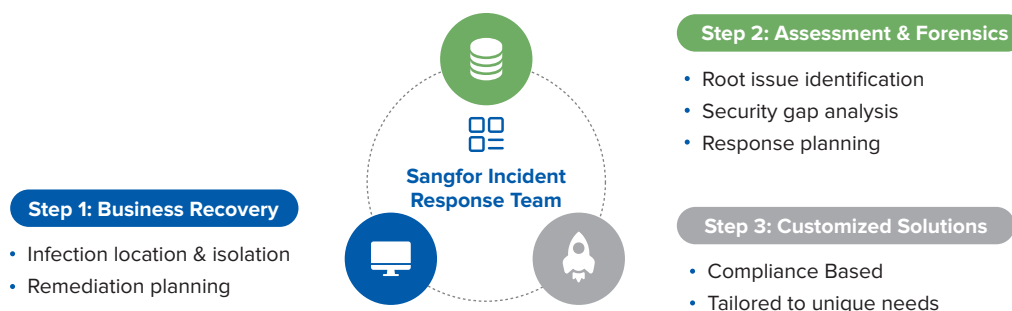 Step 2: Assessment & Forensics
• Root issue identification
• Security gap analysis
• Response planning
Sangfor Incident
Response Team
Step 1: Business Recovery
• Infection location & isolation
• Remediation planning
Step 3: Customized Solutions
• Compliance Based
• Tailored to unique needs